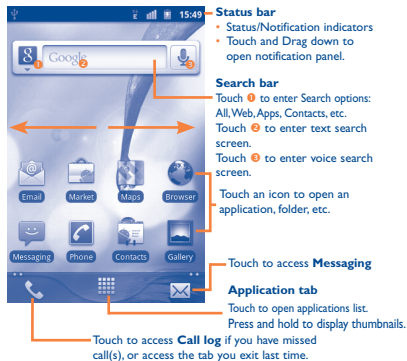 E
15:49
Status bar
• Status/Notification indicators
• Touch and Drag down to
open notification panel.
8 Google
1 2 3
Search bar
Touch 1 to enter Search options:
All, Web, Apps, Contacts, etc.
Touch 2 to enter text search
screen.
Touch 3 to enter voice search
screen.
Email Market Maps Browser
Touch an icon to open an
application, folder, etc.
Messaging Phone Contacts Gallery
Touch to access Messaging
Application tab
Touch to open applications list.
Press and hold to display thumbnails.
Touch to access Call log if you have missed
call(s), or access the tab you exit last time.